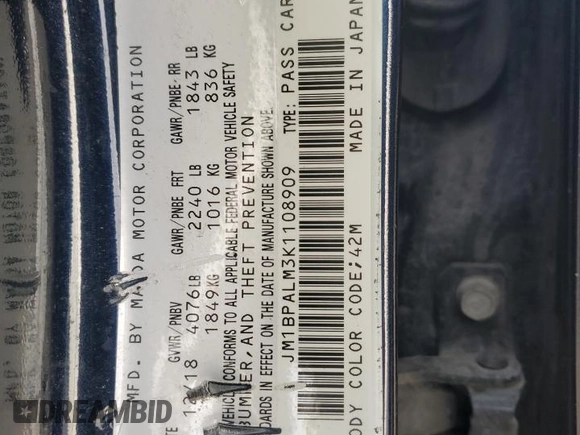 MFD. BY MAZDA MOTOR CORPORATION
GVWR/PNBV GAWR/PNBE FRT GAWR/PNBE RR
4076LB 2240 LB 1843 LB
18 1849KG 1016 KG 836 KG
VEHICLE CONFORMS TO ALL APPLICABLE FEDERAL MOTOR VEHICLE SAFETY
BUMPER, AND THEFT PREVENTION
DARDS IN EFFECT ON THE DATE OF MANUFACTURE SHOWN ABOVE.
JM1BPALM3K1108909 TYPE: PASS CAR
ODY COLOR CODE;42M MADE IN JAPAN
DREAMBID